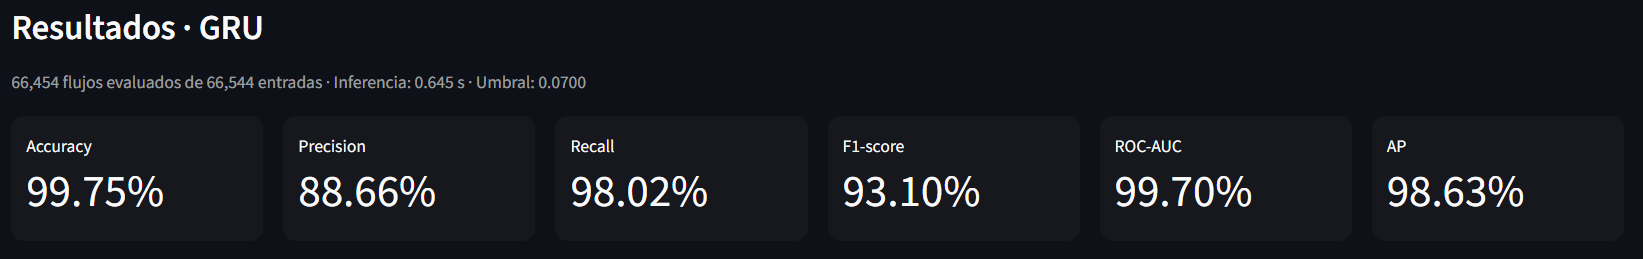 Resultados · GRU
66,454 flujos evaluados de 66,544 entradas · Inferencia: 0.645 s · Umbral: 0.0700
Accuracy
99.75%
Precision
88.66%
Recall
98.02%
F1-score
93.10%
ROC-AUC
99.70%
AP
98.63%